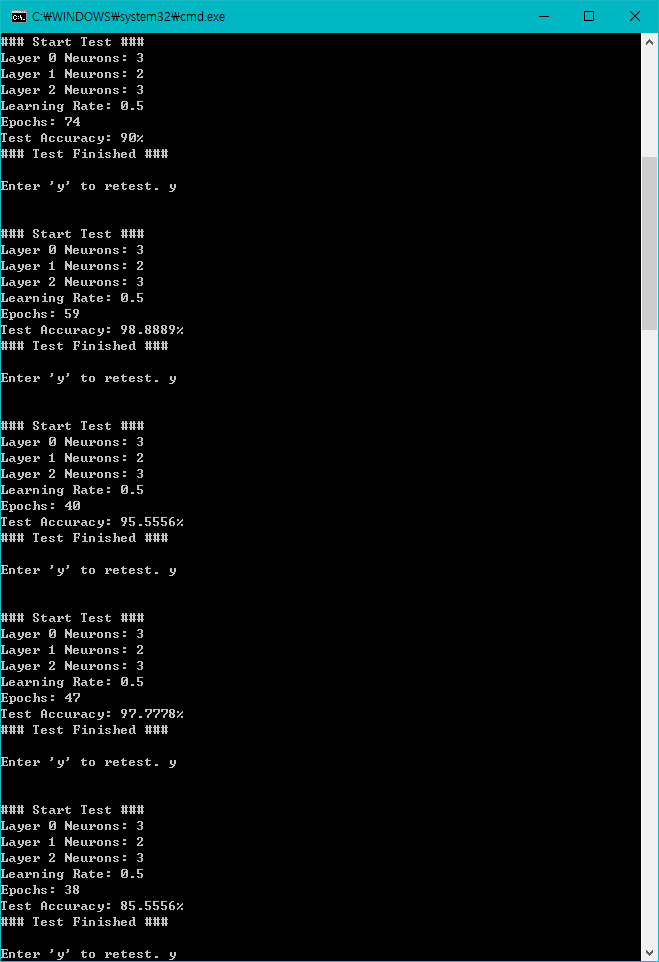 C:₩WINDOWS₩system32₩cmd.exe
### Start Test ###
Layer 0 Neurons: 3
Layer 1 Neurons: 2
Layer 2 Neurons: 3
Learning Rate: 0.5
Epochs: 74
Test Accuracy: 90%
### Test Finished ###
Enter 'y' to retest. y
### Start Test ###
Layer 0 Neurons: 3
Layer 1 Neurons: 2
Layer 2 Neurons: 3
Learning Rate: 0.5
Epochs: 59
Test Accuracy: 98.8889%
### Test Finished ###
Enter 'y' to retest. y
### Start Test ###
Layer 0 Neurons: 3
Layer 1 Neurons: 2
Layer 2 Neurons: 3
Learning Rate: 0.5
Epochs: 40
Test Accuracy: 95.5556%
### Test Finished ###
Enter 'y' to retest. y
### Start Test ###
Layer 0 Neurons: 3
Layer 1 Neurons: 2
Layer 2 Neurons: 3
Learning Rate: 0.5
Epochs: 47
Test Accuracy: 97.7778%
### Test Finished ###
Enter 'y' to retest. y
### Start Test ###
Layer 0 Neurons: 3
Layer 1 Neurons: 2
Layer 2 Neurons: 3
Learning Rate: 0.5
Epochs: 38
Test Accuracy: 85.5556%
### Test Finished ###
Enter 'y' to retest. y